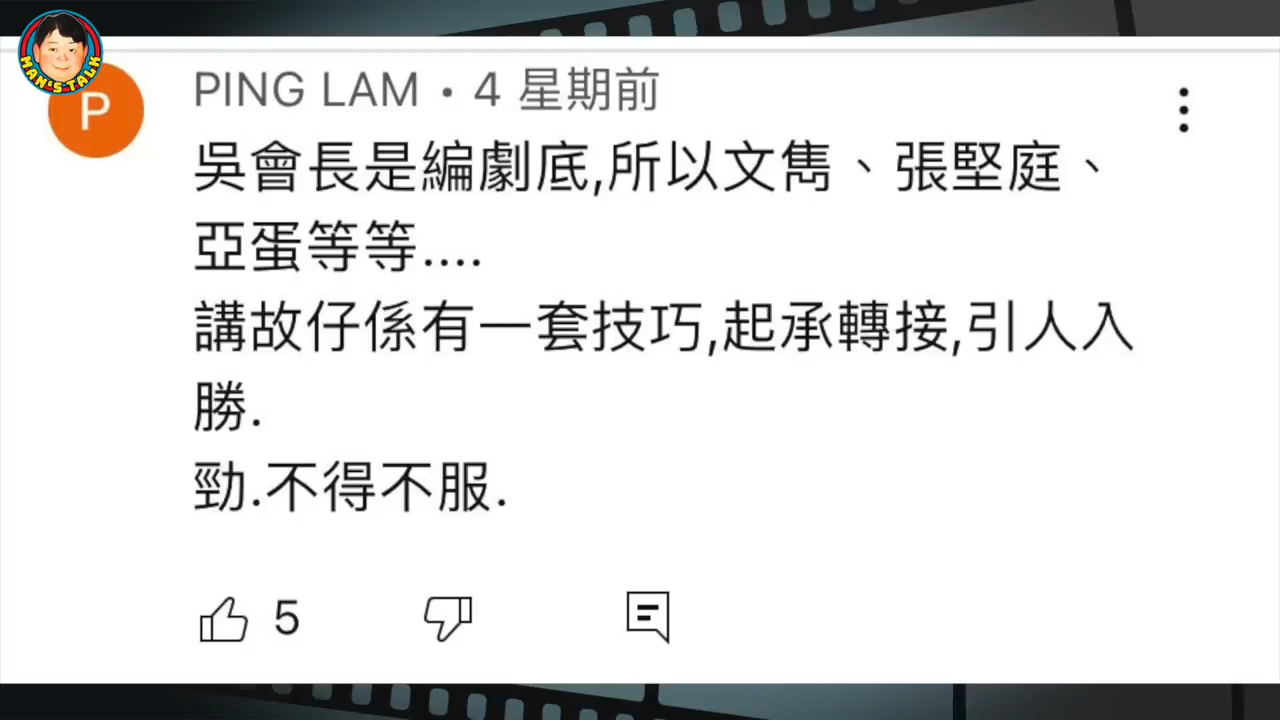 MAN'S TALK
P
PING LAM • 4 星期前
吳會長是編劇底,所以文雋、張堅庭、
亞蛋等等....
講故仔係有一套技巧,起承轉接,引人入
勝.
勁.不得不服.
5